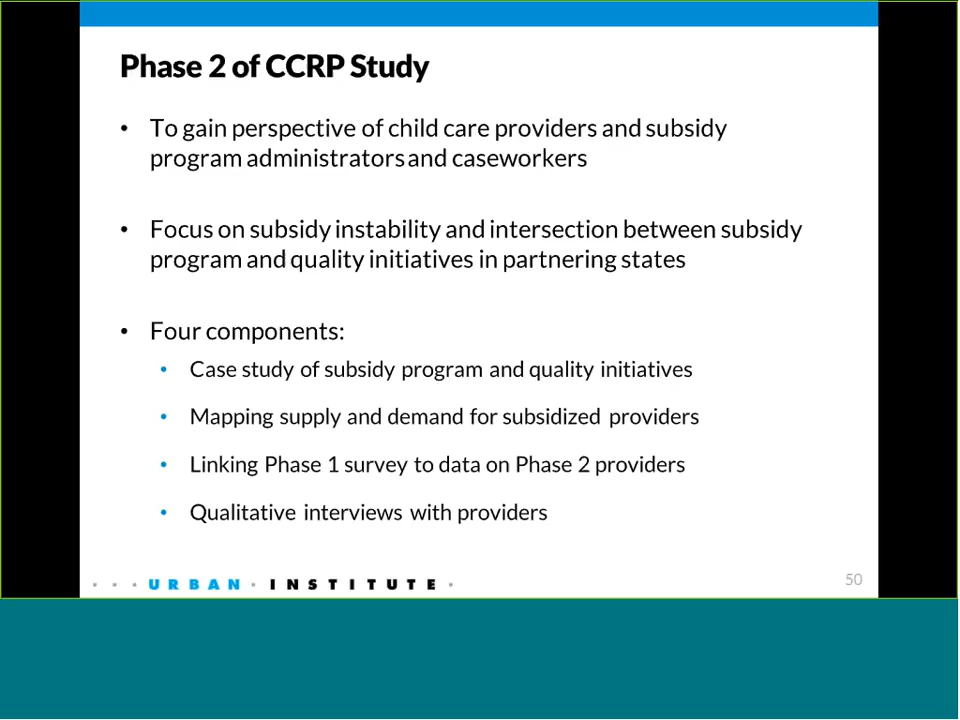 Phase 2 of CCRP Study
• To gain perspective of child care providers and subsidy
program administrators and caseworkers
• Focus on subsidy instability and intersection between subsidy
program and quality initiatives in partnering states
• Four components:
• Case study of subsidy program and quality initiatives
• Mapping supply and demand for subsidized providers
• Linking Phase 1 survey to data on Phase 2 providers
• Qualitative interviews with providers
URBAN INSTITUTE
50